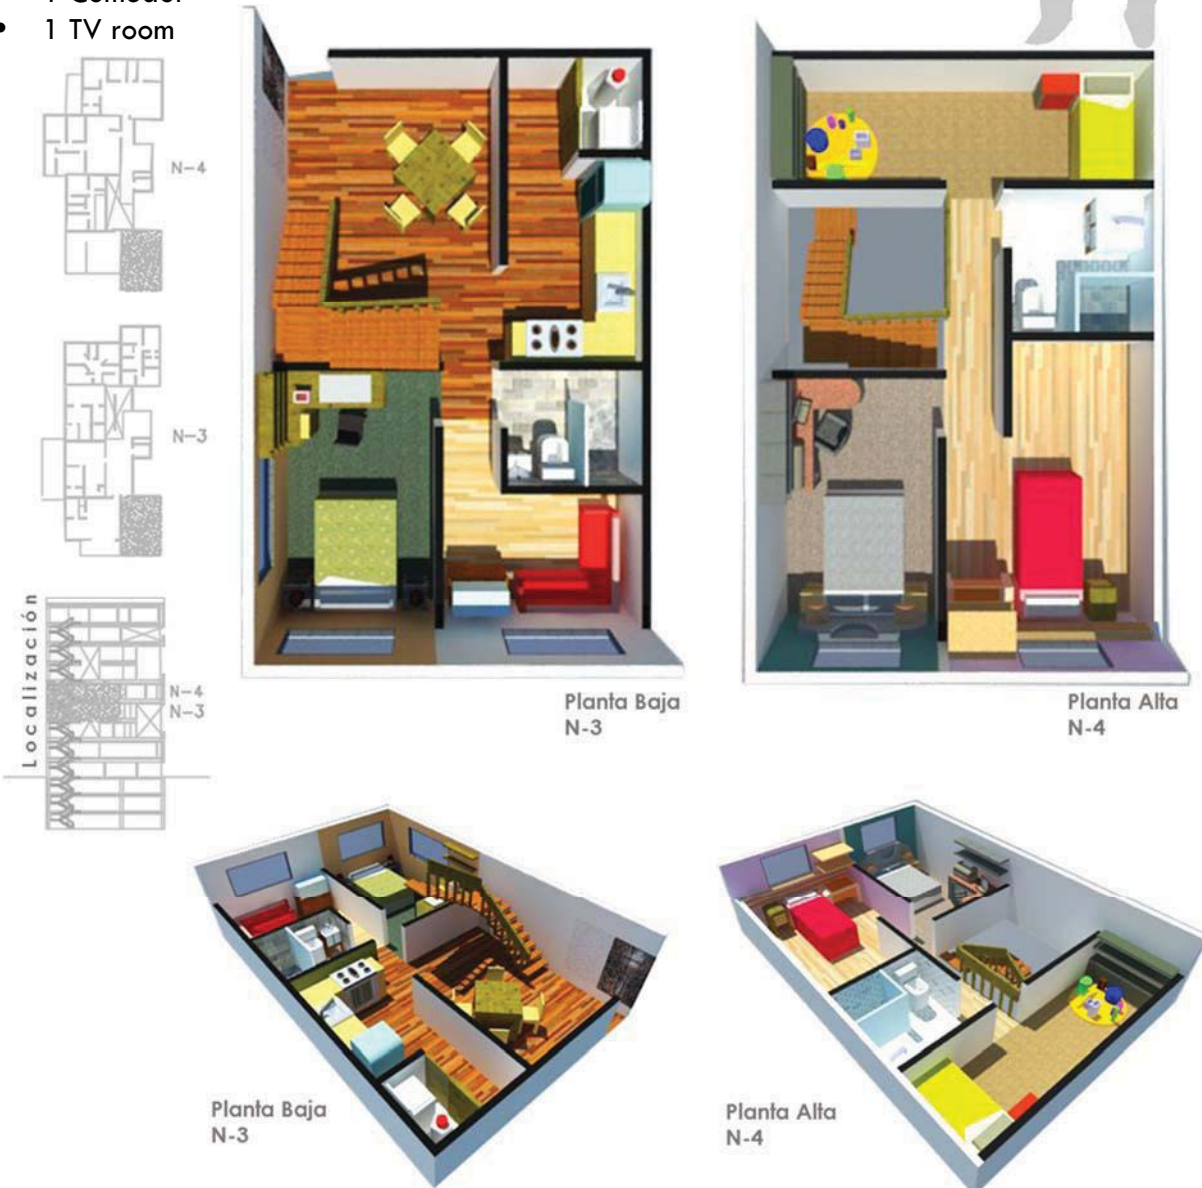 • 1 TV room
N-4
N-3
Localización
N-4
N-3
Planta Baja
N-3
Planta Alta
N-4
Planta Baja
N-3
Planta Alta
N-4